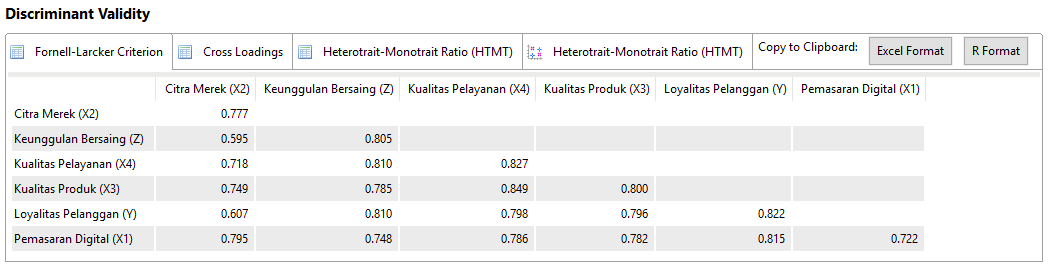 Discriminant Validity
Fornell-Larcker Criterion Cross Loadings Heterotrait-Monotrait Ratio (HTMT) Heterotrait-Monotrait Ratio (HTMT) Copy to Clipboard: Excel Format R Format
Citra Merek (X2) Keunggulan Bersaing (Z) Kualitas Pelayanan (X4) Kualitas Produk (X3) Loyalitas Pelanggan (Y) Pemasaran Digital (X1)
Citra Merek (X2) 0.777
Keunggulan Bersaing (Z) 0.595 0.805
Kualitas Pelayanan (X4) 0.718 0.810 0.827
Kualitas Produk (X3) 0.749 0.785 0.849 0.800
Loyalitas Pelanggan (Y) 0.607 0.810 0.798 0.796 0.822
Pemasaran Digital (X1) 0.795 0.748 0.786 0.782 0.815 0.722